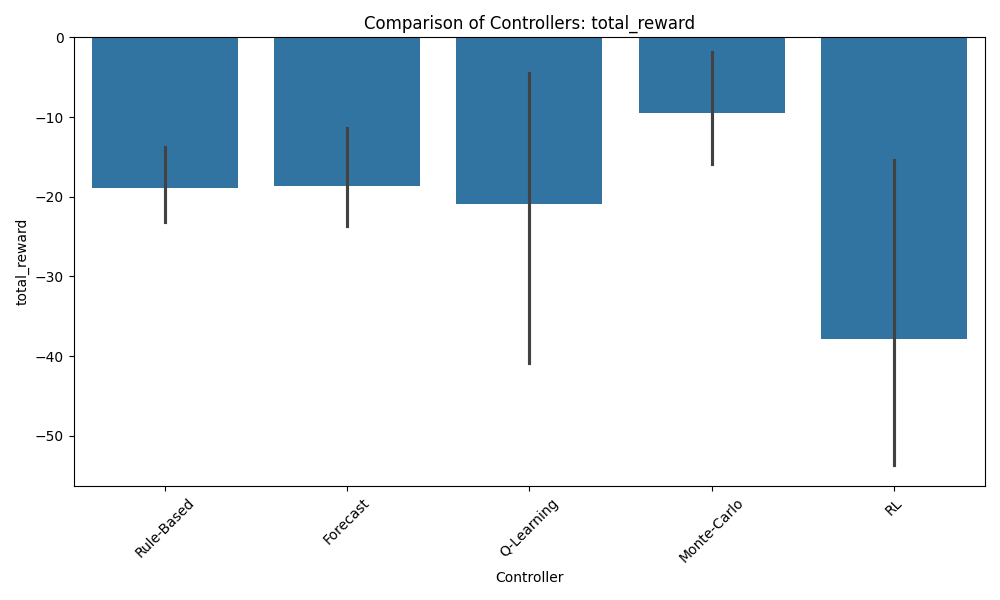 Comparison of Controllers: total_reward
total_reward
0
−10
−20
−30
−40
−50
Rule-Based
Forecast
Q-Learning
Monte-Carlo
RL
Controller